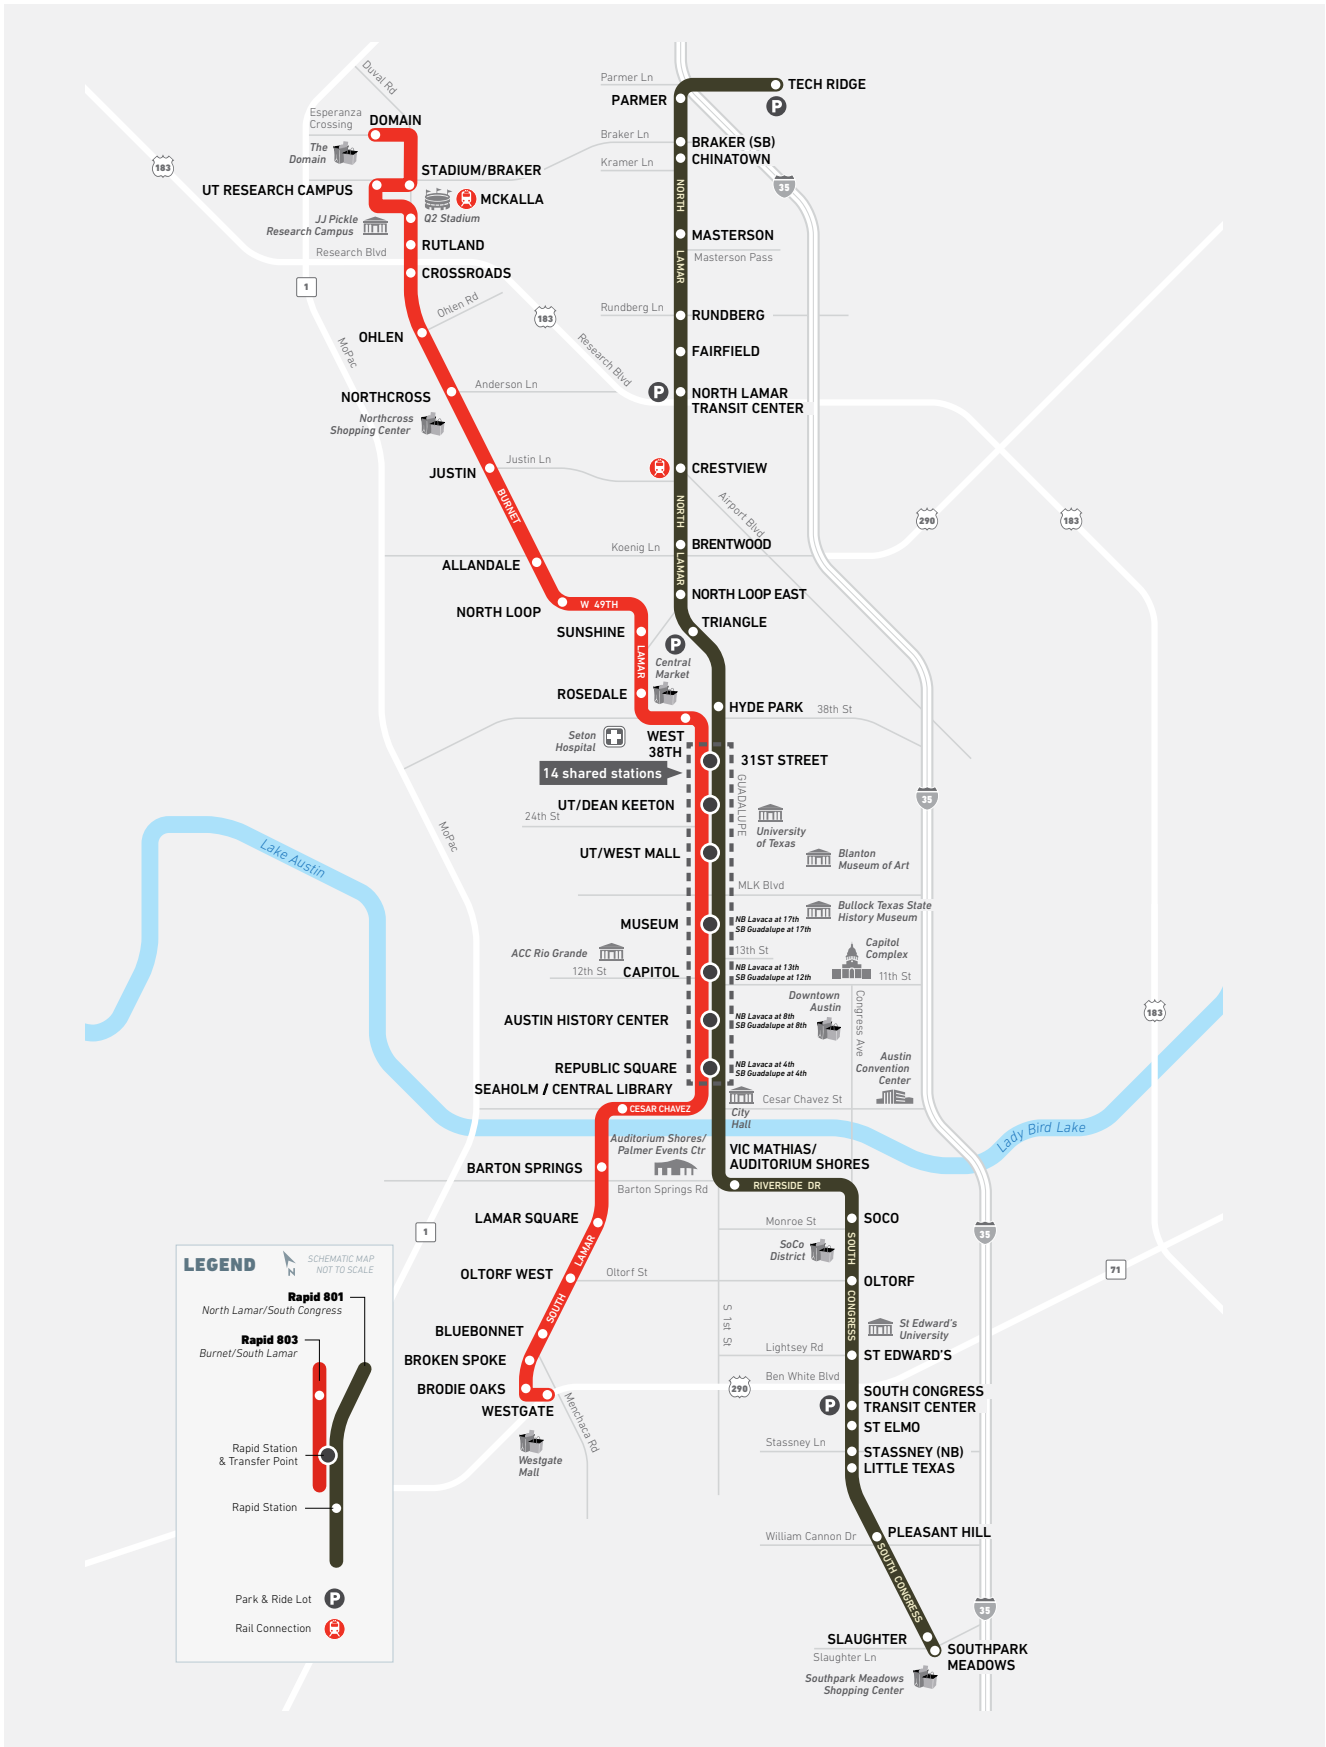 Duval Rd
Parmer Ln
TECH RIDGE
PARMER
P
Esperanza
Crossing
DOMAIN
The
Domain
Braker Ln
BRAKER (SB)
CHINATOWN
Kramer Ln
183
STADIUM/BRAKER
UT RESEARCH CAMPUS
MCKALLA
35
NORTH
JJ Pickle
Research Campus
Q2 Stadium
RUTLAND
MASTERSON
LAMAR
Research Blvd
Masterson Pass
CROSSROADS
1
Ohlen Rd
Rundberg Ln
RUNDBERG
183
OHLEN
MoPac
Research Blvd
FAIRFIELD
Anderson Ln
P
NORTH LAMAR
TRANSIT CENTER
NORTHCROSS
Northcross
Shopping Center
Justin Ln
JUSTIN
CRESTVIEW
BURNET
NORTH
Airport Blvd
290
183
Koenig Ln
BRENTWOOD
ALLANDALE
LAMAR
NORTH LOOP EAST
NORTH LOOP
W 49TH
SUNSHINE
TRIANGLE
P
LAMAR
Central
Market
ROSEDALE
HYDE PARK
38th St
Seton
Hospital
WEST
38TH
31ST STREET
14 shared stations
GUADALUPE
35
UT/DEAN KEETON
24th St
University
of Texas
MoPac
Lake Austin
UT/WEST MALL
Blanton
Museum of Art
MLK Blvd
Bullock Texas State
History Museum
MUSEUM
NB Lavaca at 17th
SB Guadalupe at 17th
ACC Rio Grande
13th St
Capitol
Complex
12th St
CAPITOL
NB Lavaca at 13th
SB Guadalupe at 12th
11th St
Downtown
Austin
Congress Ave
183
AUSTIN HISTORY CENTER
NB Lavaca at 8th
SB Guadalupe at 8th
Austin
Convention
Center
REPUBLIC SQUARE
NB Lavaca at 4th
SB Guadalupe at 4th
SEAHOLM / CENTRAL LIBRARY
CESAR CHAVEZ
Cesar Chavez St
City
Hall
Lady Bird Lake
Auditorium Shores/
Palmer Events Ctr
VIC MATHIAS/
AUDITORIUM SHORES
BARTON SPRINGS
Barton Springs Rd
RIVERSIDE DR
LAMAR SQUARE
Monroe St
SOCO
1
35
LAMAR
SoCo
District
SOUTH
71
OLTORF WEST
Oltorf St
OLTORF
SOUTH
CONGRESS
S 1st St
BLUEBONNET
St Edward's
University
Lightsey Rd
ST EDWARD'S
BROKEN SPOKE
Ben White Blvd
290
BRODIE OAKS
SOUTH CONGRESS
TRANSIT CENTER
P
WESTGATE
Menchaca Rd
ST ELMO
Stassney Ln
STASSNEY (NB)
Westgate
Mall
LITTLE TEXAS
William Cannon Dr
PLEASANT HILL
SOUTH CONGRESS
35
SLAUGHTER
Slaughter Ln
SOUTHPARK
MEADOWS
Southpark Meadows
Shopping Center
LEGEND
N
SCHEMATIC MAP
NOT TO SCALE
Rapid 801
North Lamar/South Congress
Rapid 803
Burnet/South Lamar
Rapid Station
& Transfer Point
Rapid Station
Park & Ride Lot
P
Rail Connection